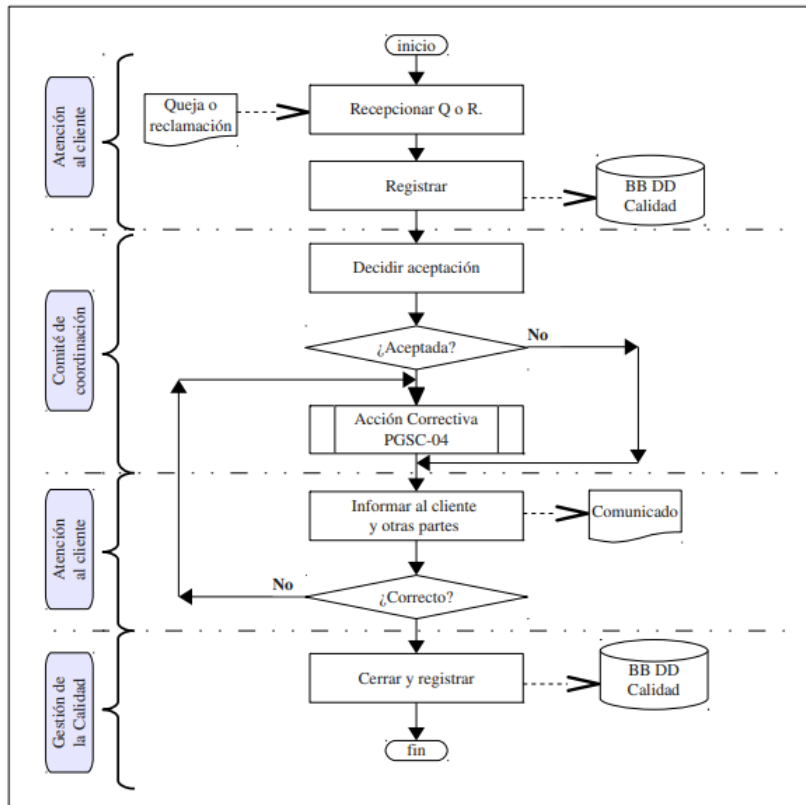 inicio
Atención
al cliente
Queja o
reclamación
Recepcionar Q o R.
Registrar
BB DD
Calidad
Comité de
coordinación
Decidir aceptación
¿Aceptada?
No
Acción Correctiva
PGSC-04
Atención
al cliente
Informar al cliente
y otras partes
Comunicado
No
¿Correcto?
Gestión de
la Calidad
Cerrar y registrar
BB DD
Calidad
fin